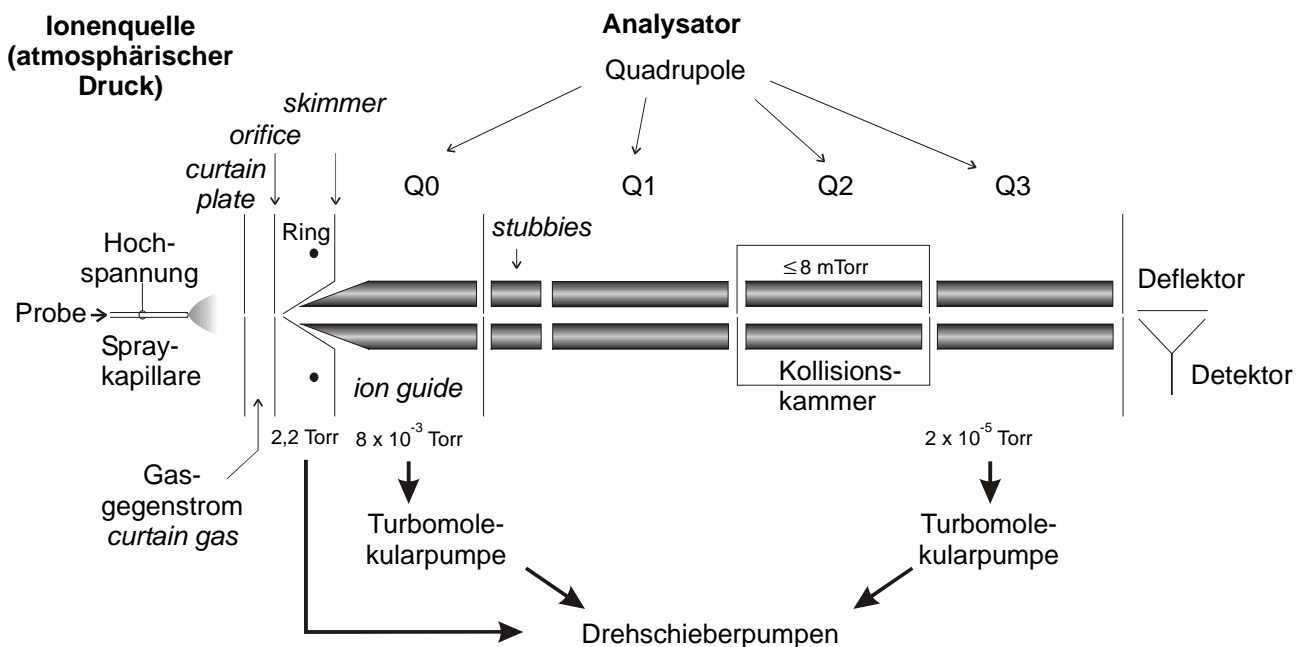 Ionenquelle
(atmosphärischer
Druck)
Analysator
Quadrupole
skimmer
orifice
curtain
plate
Q0
Q1
Q2
Q3
Ring
stubbies
Hoch-
spannung
≤8 mTorr
Deflektor
Probe
Spray-
kapillare
ion guide
Kollisions-
kammer
Detektor
2,2 Torr
8 x 10⁻³ Torr
2 x 10⁻⁵ Torr
Gas-
gegenstrom
curtain gas
Turbomole-
kularpumpe
Turbomole-
kularpumpe
Drehschieberpumpen